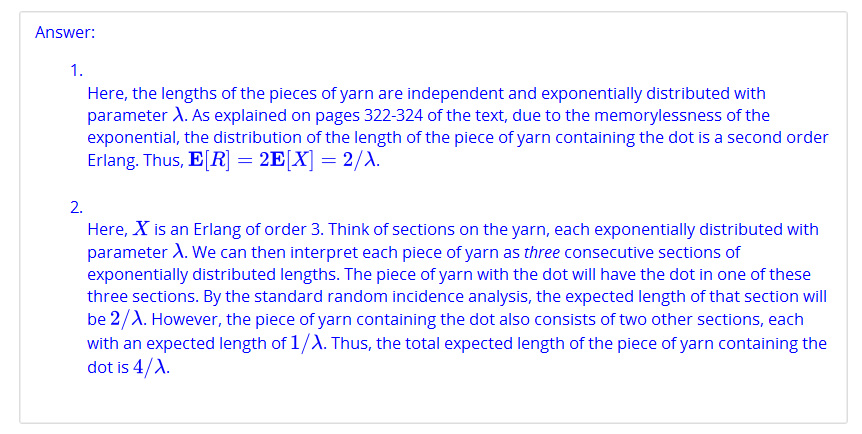 Answer:
1.
Here, the lengths of the pieces of yarn are independent and exponentially distributed with
parameter λ. As explained on pages 322-324 of the text, due to the memorylessness of the
exponential, the distribution of the length of the piece of yarn containing the dot is a second order
Erlang. Thus, E[R] = 2E[X] = 2/λ.
2.
Here, X is an Erlang of order 3. Think of sections on the yarn, each exponentially distributed with
parameter λ. We can then interpret each piece of yarn as three consecutive sections of
exponentially distributed lengths. The piece of yarn with the dot will have the dot in one of these
three sections. By the standard random incidence analysis, the expected length of that section will
be 2/λ. However, the piece of yarn containing the dot also consists of two other sections, each
with an expected length of 1/λ. Thus, the total expected length of the piece of yarn containing the
dot is 4/λ.